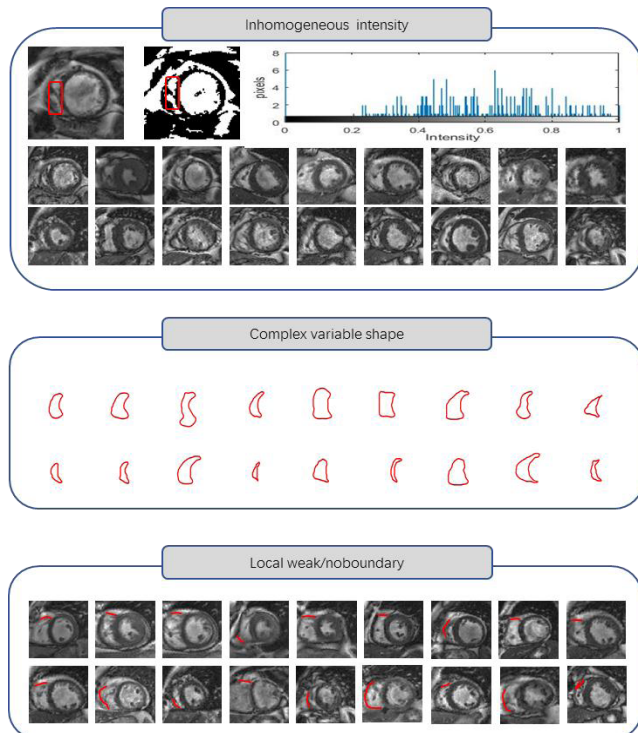 Inhomogeneous intensity
8
6
4
2
0
pixels
0 0.2 0.4 0.6 0.8 1
Intensity
Complex variable shape
Local weak/noboundary